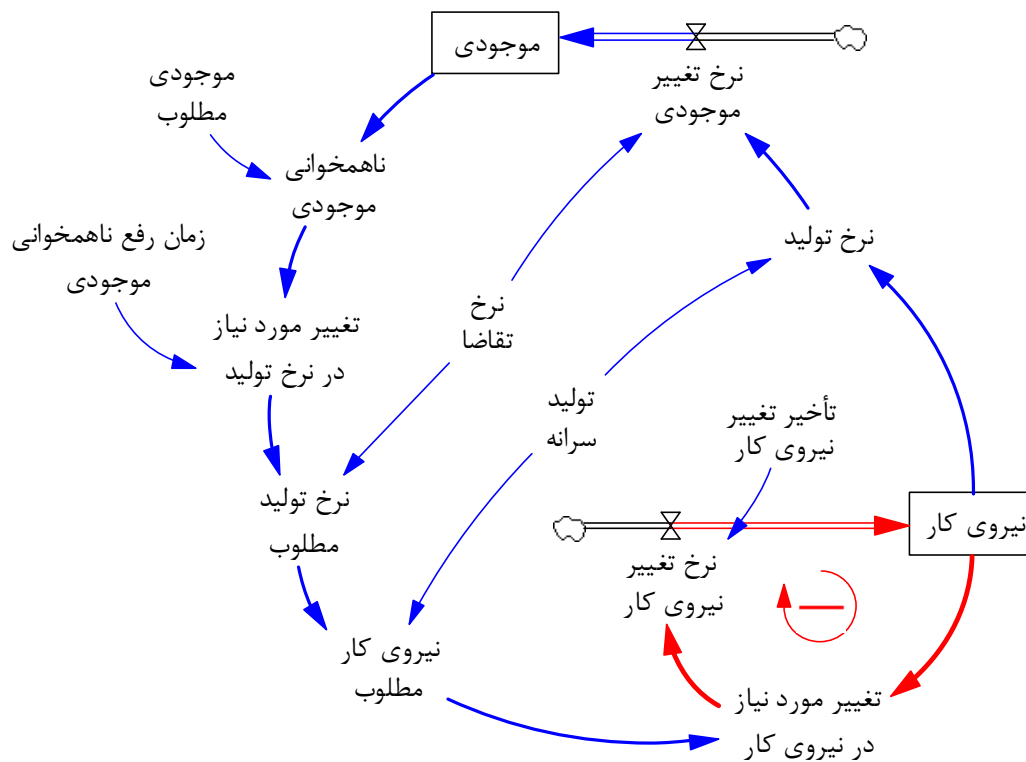 موجودی
نرخ تغییر
موجودی
موجودی
مطلوب
ناهمخوانی
موجودی
زمان رفع ناهمخوانی
موجودی
نرخ تولید
تغییر مورد نیاز
در نرخ تولید
نرخ
تقاضا
تولید
سرانه
تأخیر تغییر
نیروی کار
نرخ تولید
مطلوب
نیروی کار
نرخ تغییر
نیروی کار
نیروی کار
مطلوب
تغییر مورد نیاز
در نیروی کار